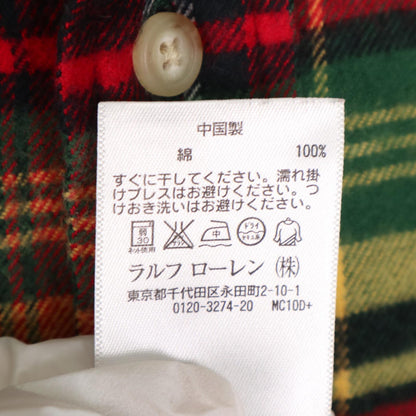 中国製
綿 100%
すぐに干してください。濡れ掛
けプレスはお避けください。つ
けおき洗いはお避けください。
弱 30 中 ドライ
ネット使用
ラルフ ローレン (株)
東京都千代田区永田町2-10-1
0120-3274-20 MC10D+